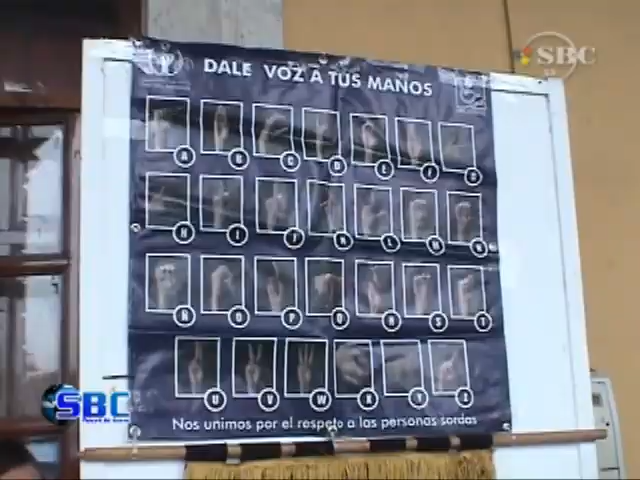 SBC
DALE VOZ A TUS MANOS
A B C D E F G
H I J K L M N
Ñ O P Q R S T
U V W X Y Z
Nos unimos por el respeto a las personas sordas
SBC